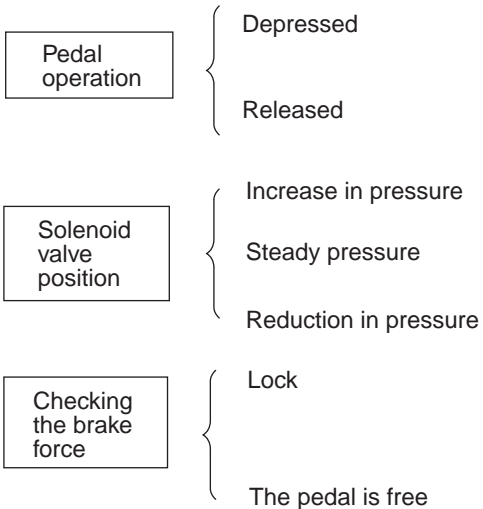 Depressed
Pedal
operation
Released
Increase in pressure
Solenoid
valve
position
Steady pressure
Reduction in pressure
Lock
Checking
the brake
force
The pedal is free